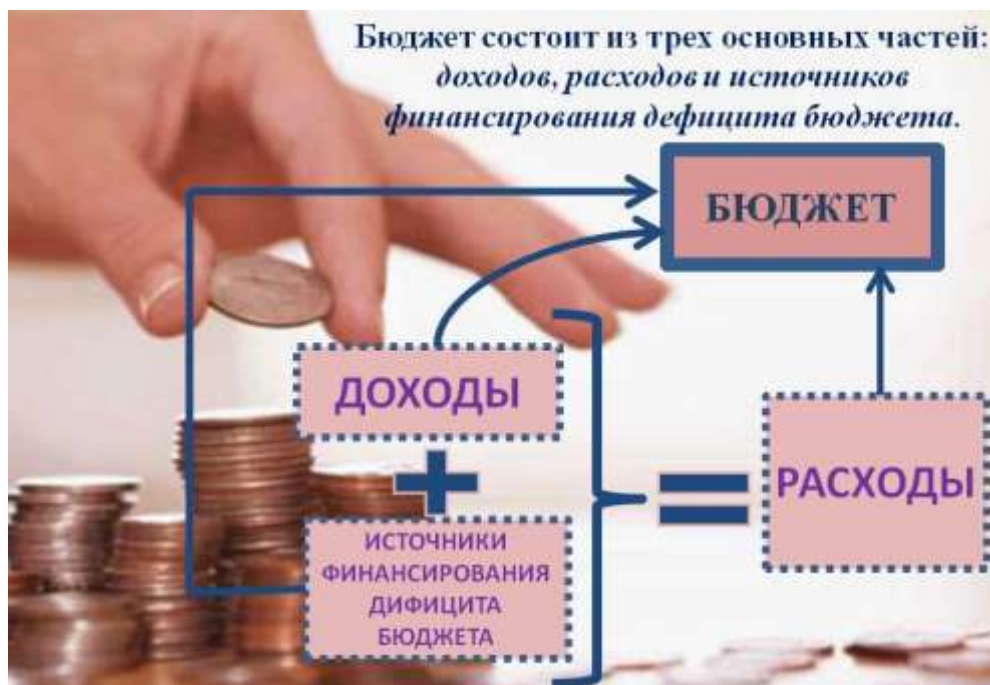 Бюджет состоит из трех основных частей:
доходов, расходов и источников
финансирования дефицита бюджета.
БЮДЖЕТ
ДОХОДЫ
+
=
РАСХОДЫ
ИСТОЧНИКИ
ФИНАНСИРОВАНИЯ
ДИФИЦИТА
БЮДЖЕТА